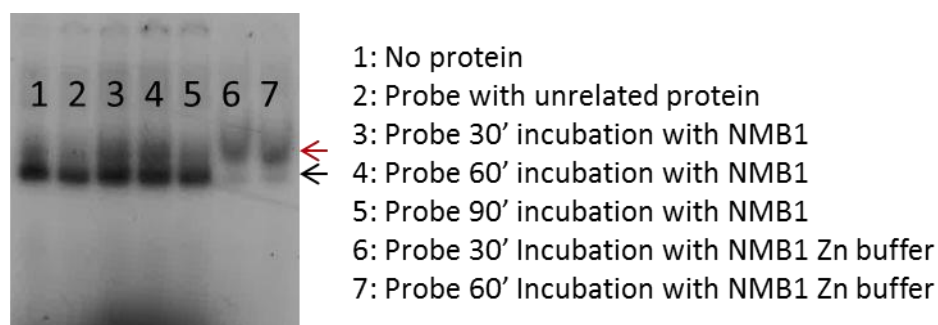 1 2 3 4 5 6 7
1: No protein
2: Probe with unrelated protein
3: Probe 30’ incubation with NMB1
4: Probe 60’ incubation with NMB1
5: Probe 90’ incubation with NMB1
6: Probe 30’ Incubation with NMB1 Zn buffer
7: Probe 60’ Incubation with NMB1 Zn buffer